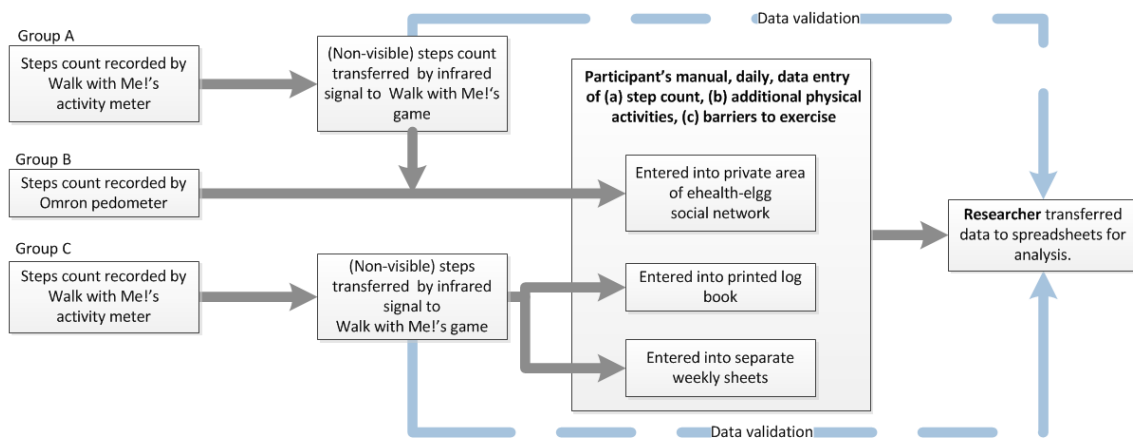 Data validation
Group A
Steps count recorded by
Walk with Me!'s
activity meter
(Non-visible) steps count
transferred by infrared
signal to Walk with Me!'s
game
Participant's manual, daily, data entry
of (a) step count, (b) additional physical
activities, (c) barriers to exercise
Group B
Steps count recorded by
Omron pedometer
Entered into private area
of ehealth-elgg
social network
Researcher transferred
data to spreadsheets for
analysis.
Group C
Steps count recorded by
Walk with Me!'s
activity meter
(Non-visible) steps
transferred by infrared
signal to
Walk with Me!'s game
Entered into printed log
book
Entered into separate
weekly sheets
Data validation